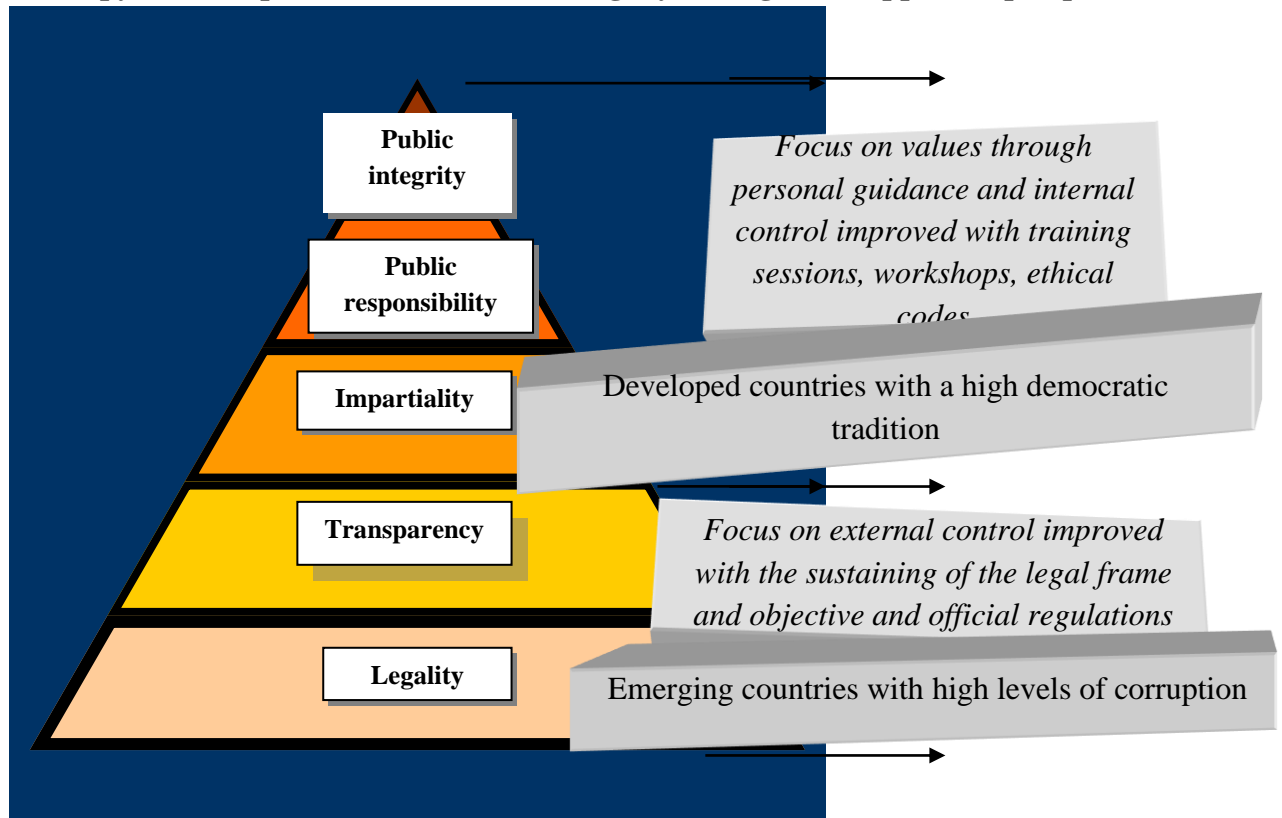 Public
integrity
Focus on values through
personal guidance and internal
control improved with training
sessions, workshops, ethical
codes
Public
responsibility
Impartiality
Developed countries with a high democratic
tradition
Transparency
Focus on external control improved
with the sustaining of the legal frame
and objective and official regulations
Legality
Emerging countries with high levels of corruption